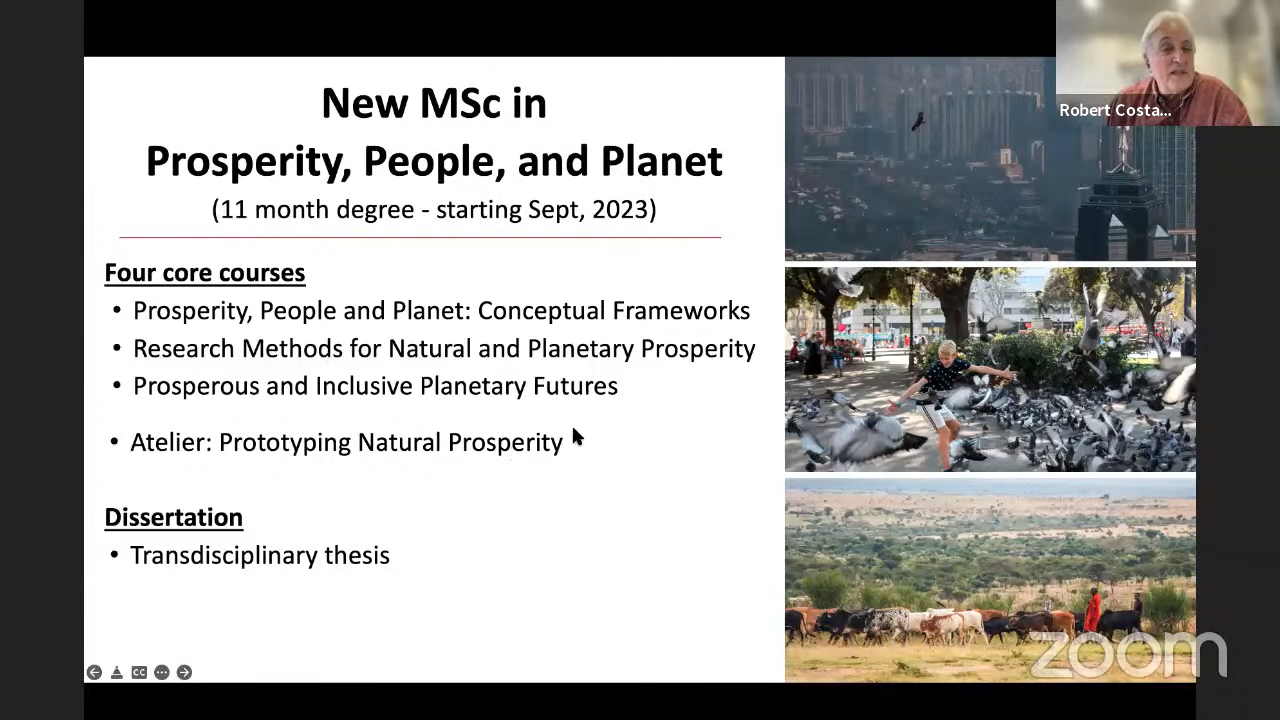 New MSc in
Prosperity, People, and Planet
(11 month degree - starting Sept, 2023)
Four core courses
• Prosperity, People and Planet: Conceptual Frameworks
• Research Methods for Natural and Planetary Prosperity
• Prosperous and Inclusive Planetary Futures
• Atelier: Prototyping Natural Prosperity
Dissertation
• Transdisciplinary thesis
Robert Costa...
CC
zoom